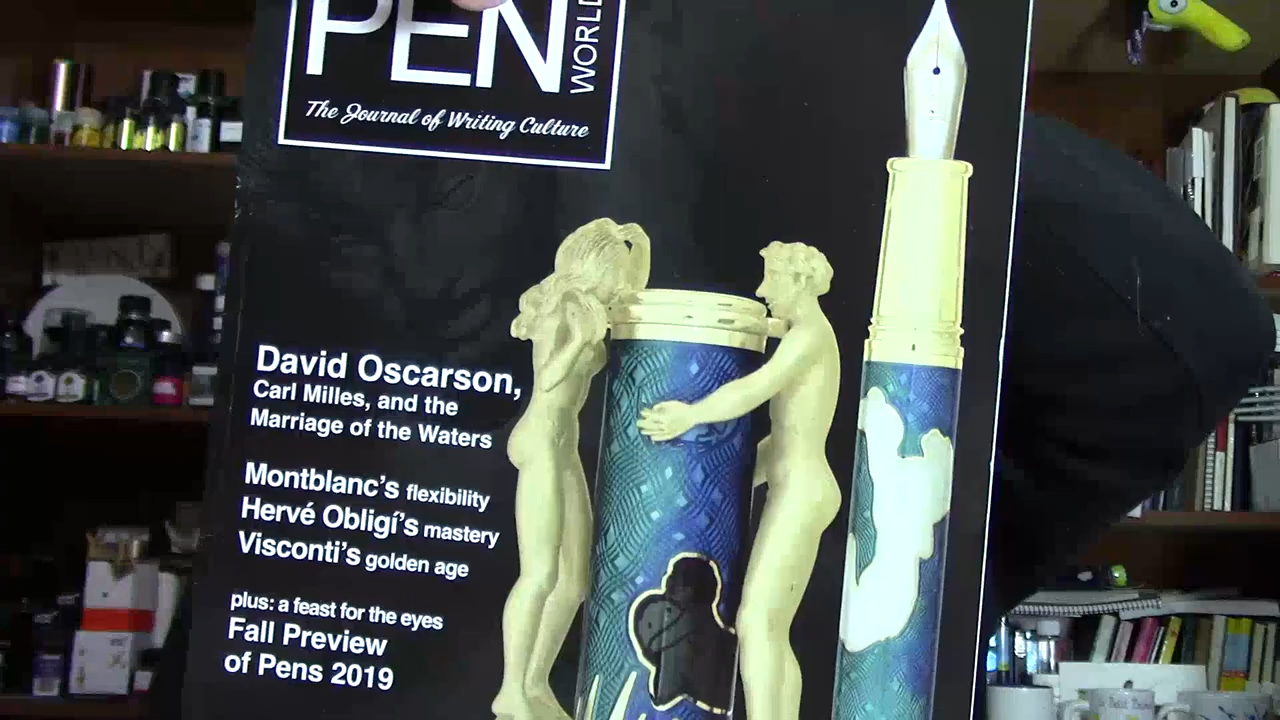 PEN
WORLD
The Journal of Writing Culture
David Oscarson,
Carl Milles, and the
Marriage of the Waters
Montblanc's flexibility
Hervé Obligí's mastery
Visconti's golden age
plus: a feast for the eyes
Fall Preview
of Pens 2019